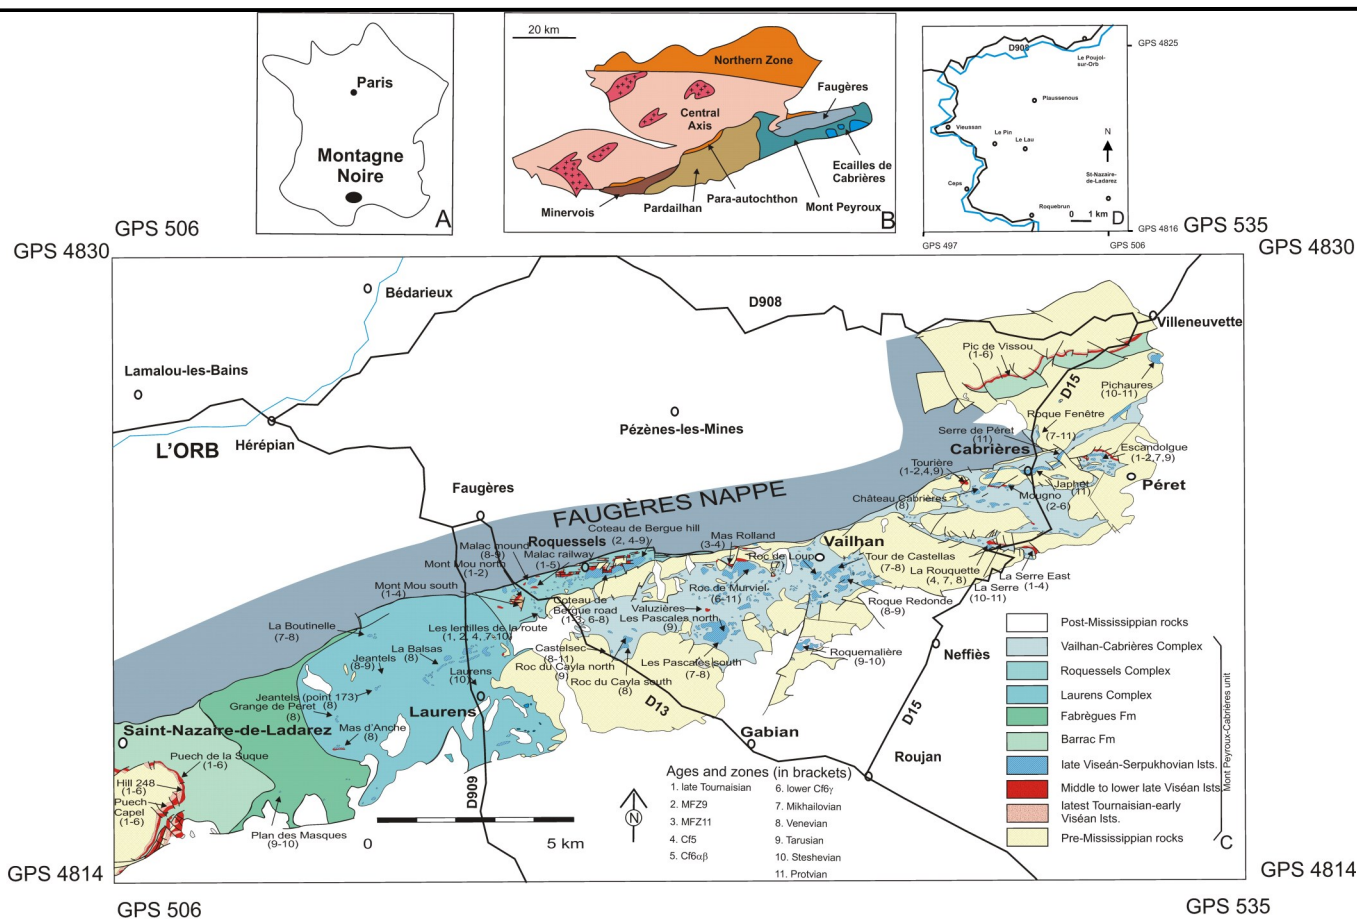 Paris
Montagne
Noire
A
20 km
Northern Zone
Faugères
Central
Axis
Ecailles de
Cabrières
Para-autochthon
Mont Peyroux
Minervois
Pardailhan
B
D908
GPS 4825
Le Poujol-
sur-Orb
Plaussenous
Vieussan
Le Pin
Le Lau
N
St-Nazaire-
de-Ladarez
Ceps
Roquebrun
0 1 km
D
GPS 4816
GPS 497
GPS 506
GPS 506
GPS 535
GPS 4830
GPS 4830
Bédarieux
D908
Villeneuvette
Lamalou-les-Bains
Pic de Vissou
(1-6)
D15
Pichaures
(10-11)
L'ORB
Hérépian
Pézènes-les-Mines
Roque Fenêtre
(7-11)
Serre de Péret
(11)
Cabrières
Escandolgue
(1-2,7,9)
Tourière
(1-2,4,9)
Péret
Japhet
(11)
Mougno
(2-6)
Château Cabrières
(8)
Faugères
FAUGÈRES NAPPE
Coteau de Bergue hill
(2, 4-9)
Roquessels
Mas Rolland
(3-4)
Vailhan
Malac mound
(8-9)
Malac railway
(1-5)
Mont Mou north
(1-2)
Roc de Loup
(7)
Tour de Castellas
(7-8)
La Rouquette
(4, 7, 8)
La Serre East
(1-4)
La Serre
(10-11)
Mont Mou south
(1-4)
Roc de Murviel
(6-11)
Coteau de
Bergue road
(1-3, 6-8)
Valuzières
Les Pascales north
(9)
Roque Redonde
(8-9)
La Boutinelle
(7-8)
Les lentilles de la route
(1, 2, 4, 7-10)
La Balsas
(8)
Castelsec
(8-11)
Jeantels
(8-9)
Roc du Cayla north
(9)
Les Pascales south
(7-8)
Roquemalière
(9-10)
Neffiès
Laurens
(10)
Roc du Cayla south
(8)
Jeantels (point 173)
(8)
Grange de Péret
(8)
Laurens
D13
D15
Saint-Nazaire-de-Ladarez
Mas d'Anche
(8)
Gabian
Roujan
Puech de la Suque
(1-6)
Hill 248
(1-6)
Puech
Capel
(1-6)
D909
Plan des Masques
(9-10)
0 5 km
N
Ages and zones (in brackets)
1. late Tournaisian
2. MFZ9
3. MFZ11
4. Cf5
5. Cf6αβ
6. lower Cf6γ
7. Mikhailovian
8. Venevian
9. Tarusian
10. Steshevian
11. Protvian
Post-Mississippian rocks
Vailhan-Cabrières Complex
Roquessels Complex
Laurens Complex
Fabrègues Fm
Barrac Fm
late Viseán-Serpukhovian lsts.
Middle to lower late Viseán lsts.
latest Tournaisian-early
Viseán lsts.
Pre-Mississippian rocks
Mont Peyroux-Cabrières unit
C
GPS 4814
GPS 4814
GPS 506
GPS 535